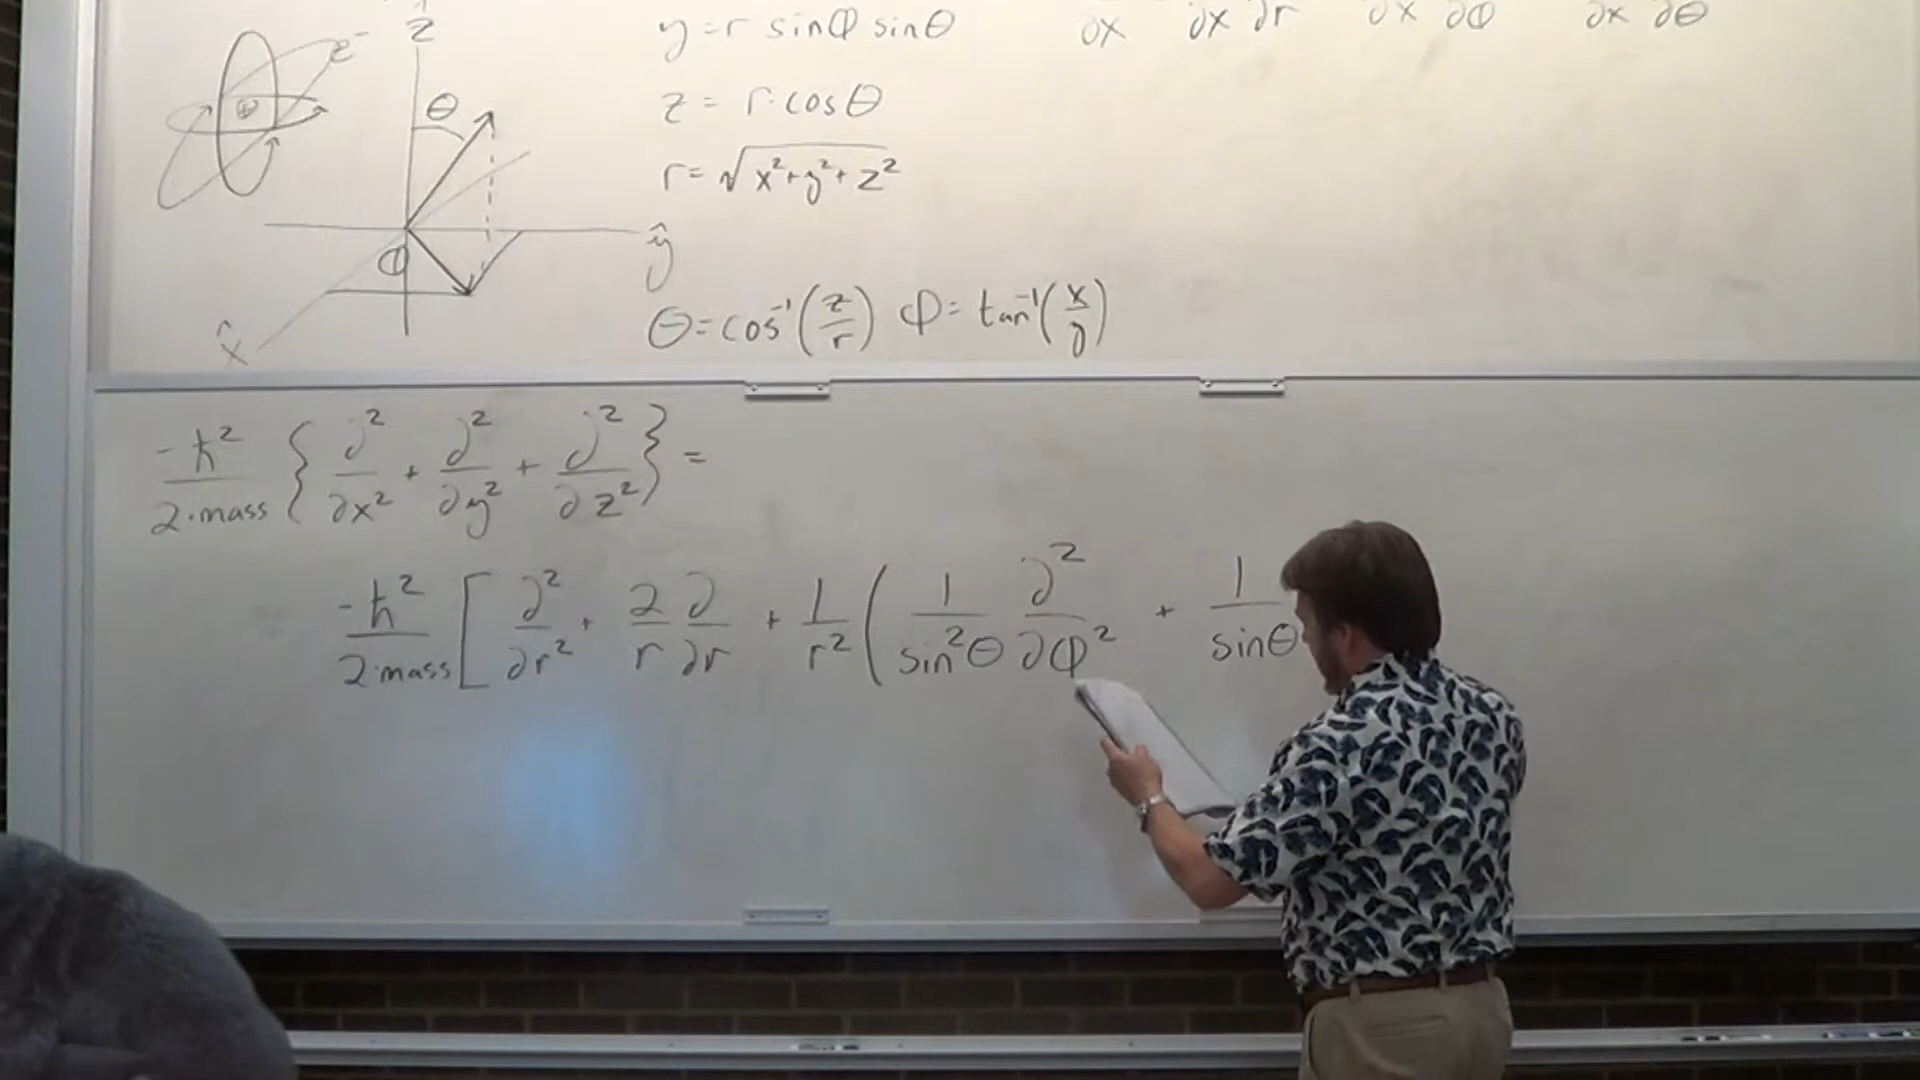 y = r sinΦ sinθ
∂x ∂x ∂r ∂x ∂Φ ∂x ∂θ
z = r·cosθ
r = √x²+y²+z²
θ = cos⁻¹(z/r) Φ = tan⁻¹(x/y)
e⁻
ẑ
θ
Φ
ŷ
x̂
-ħ²/2·mass {∂²/∂x² + ∂²/∂y² + ∂²/∂z²} =
-ħ²/2·mass [∂²/∂r² + 2/r ∂/∂r + 1/r² (1/sin²θ ∂²/∂Φ² + 1/sinθ